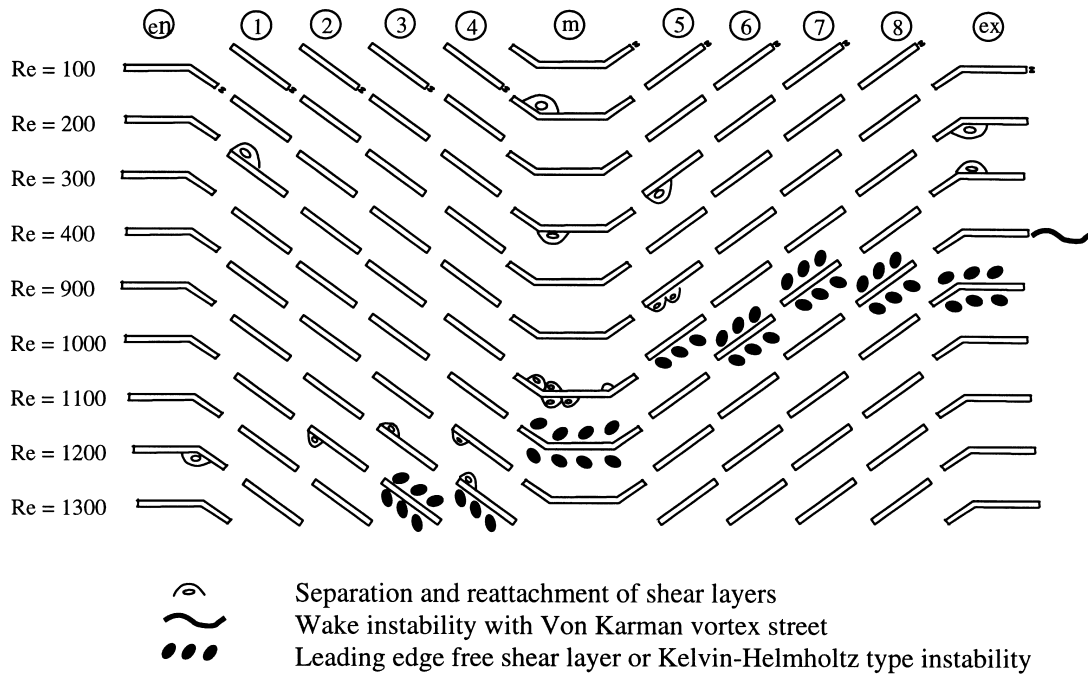 en 1 2 3 4 m 5 6 7 8 ex
Re = 100
Re = 200
Re = 300
Re = 400
Re = 900
Re = 1000
Re = 1100
Re = 1200
Re = 1300
Separation and reattachment of shear layers
Wake instability with Von Karman vortex street
Leading edge free shear layer or Kelvin-Helmholtz type instability